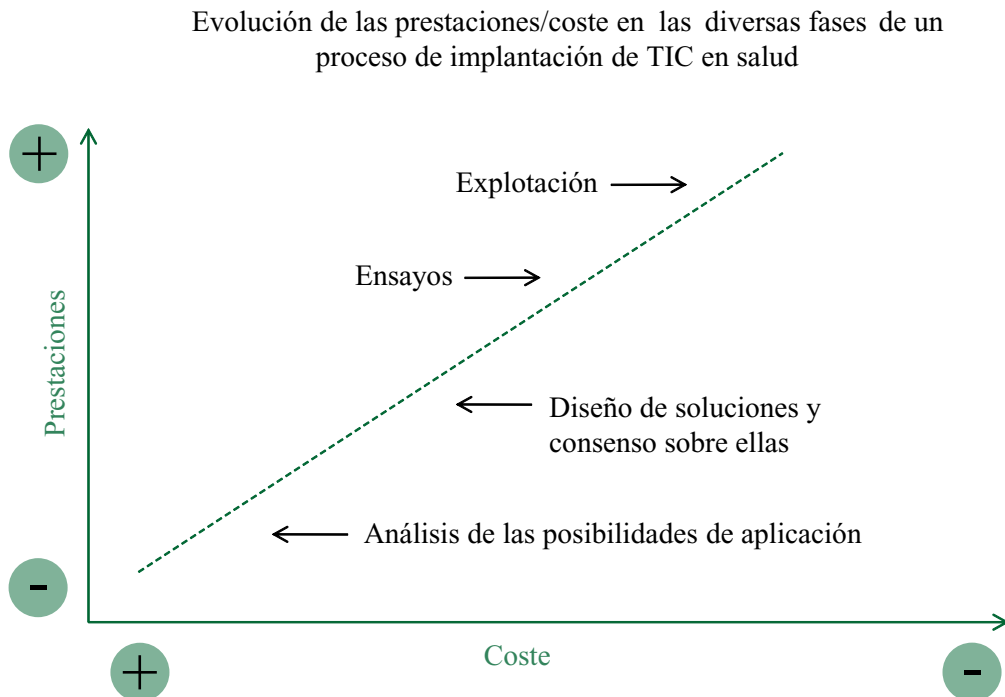 Evolución de las prestaciones/coste en las diversas fases de un
proceso de implantación de TIC en salud
+
Explotación
Ensayos
Prestaciones
Diseño de soluciones y
consenso sobre ellas
Análisis de las posibilidades de aplicación
-
Coste
+
-